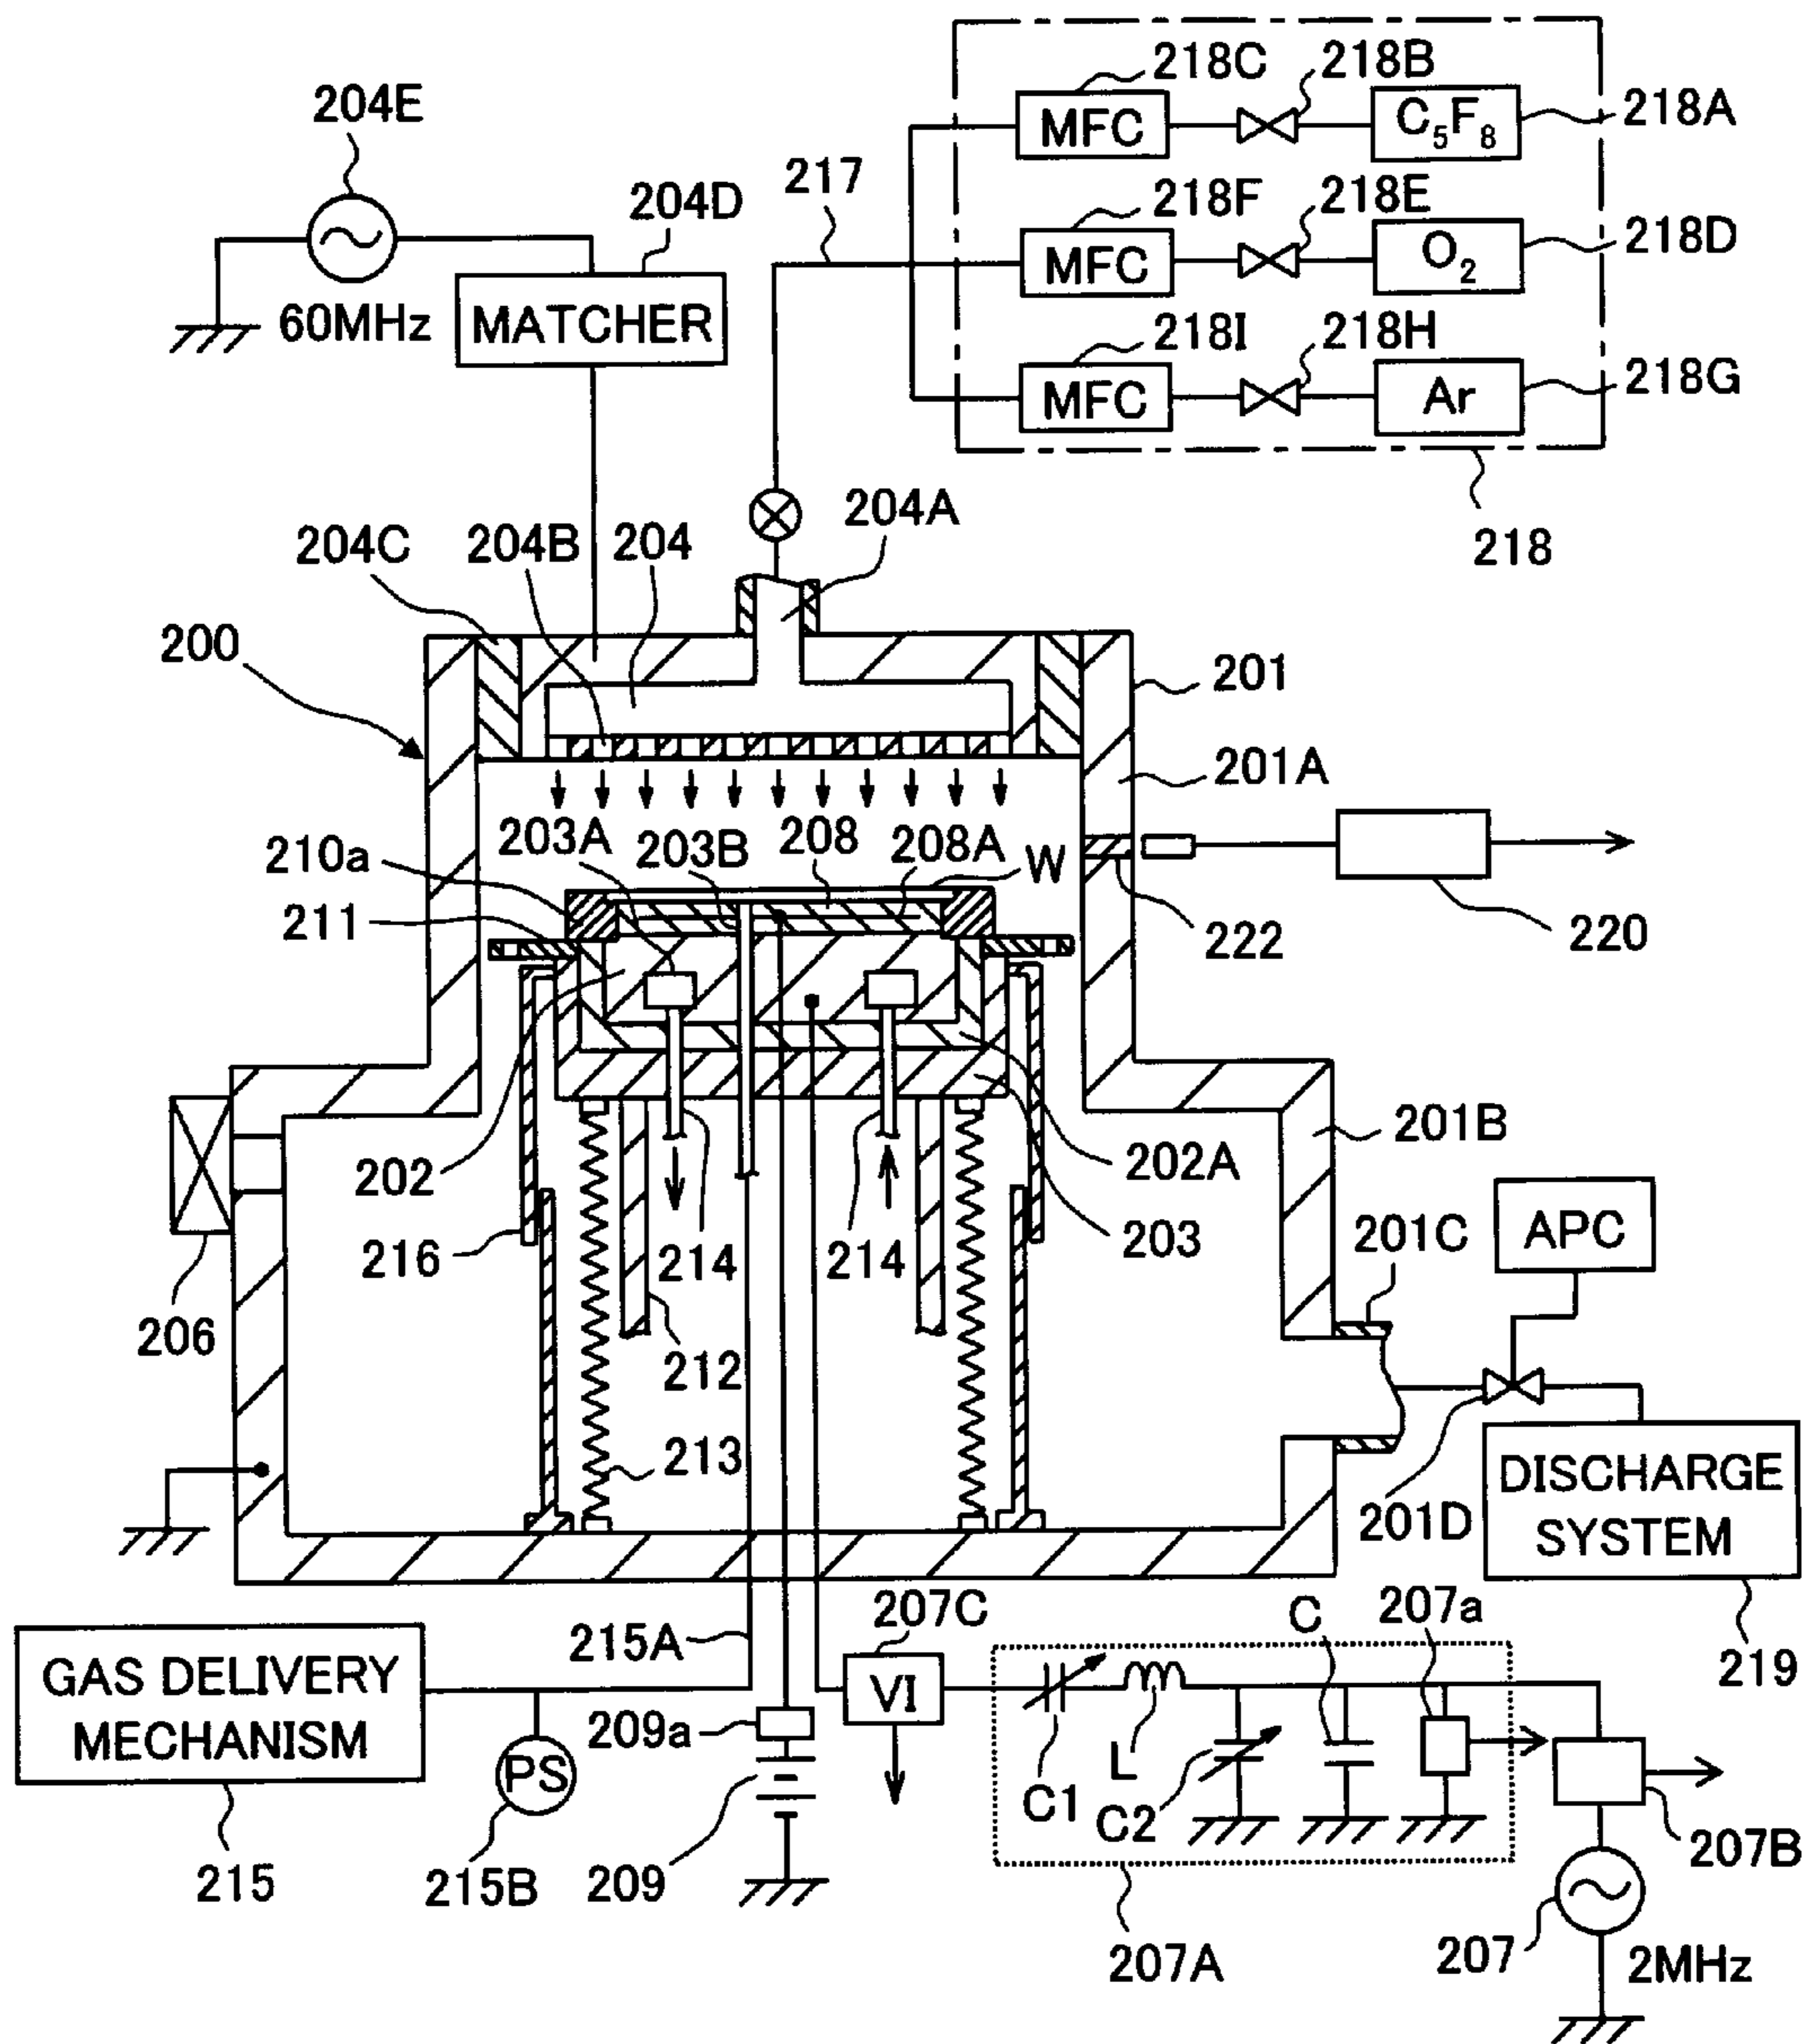 218C
218B
MFC
C5F8
218A
204E
204D
217
218F
218E
MFC
O2
218D
60MHz
MATCHER
218I
218H
MFC
Ar
218G
204C
204B
204
204A
218
200
201
201A
203A
203B
208
208A
W
210a
211
222
220
201B
202
202A
APC
216
214
214
203
201C
206
212
213
201D
DISCHARGE
SYSTEM
GAS DELIVERY
MECHANISM
215A
207C
C
207a
219
VI
209a
PS
C1
L
C2
207B
215
215B
209
207A
207
2MHz